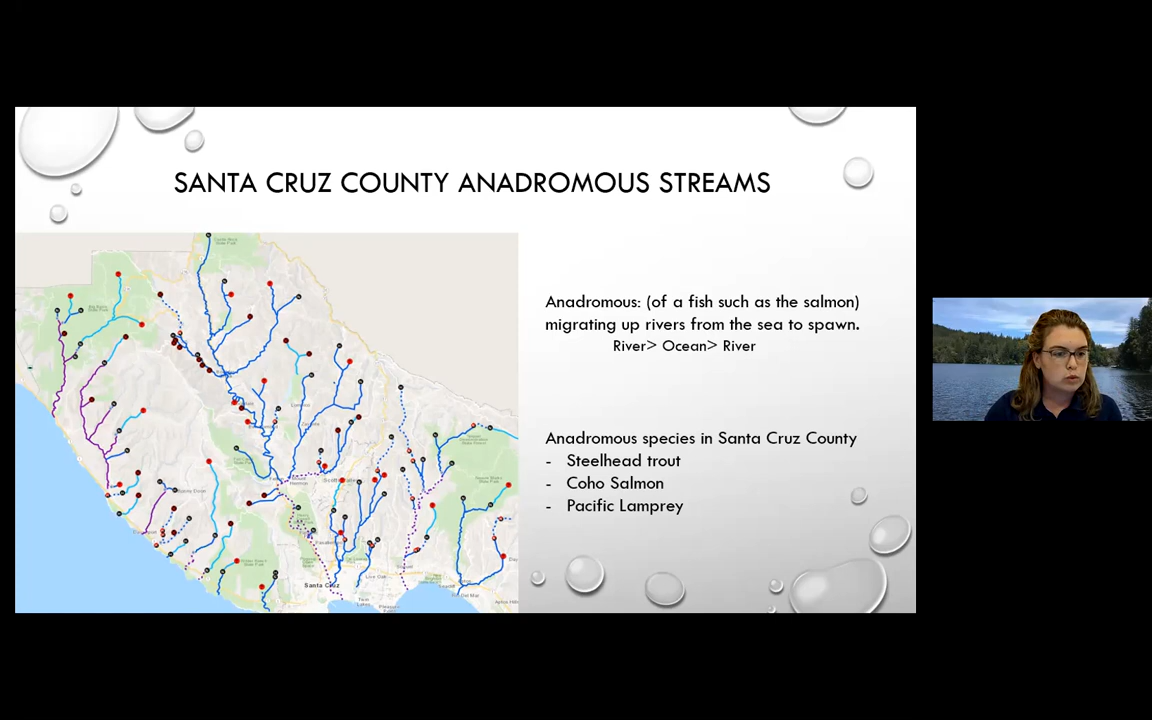 SANTA CRUZ COUNTY ANADROMOUS STREAMS
Anadromous: (of a fish such as the salmon)
migrating up rivers from the sea to spawn.
River> Ocean> River
Anadromous species in Santa Cruz County
- Steelhead trout
- Coho Salmon
- Pacific Lamprey
Santa Cruz